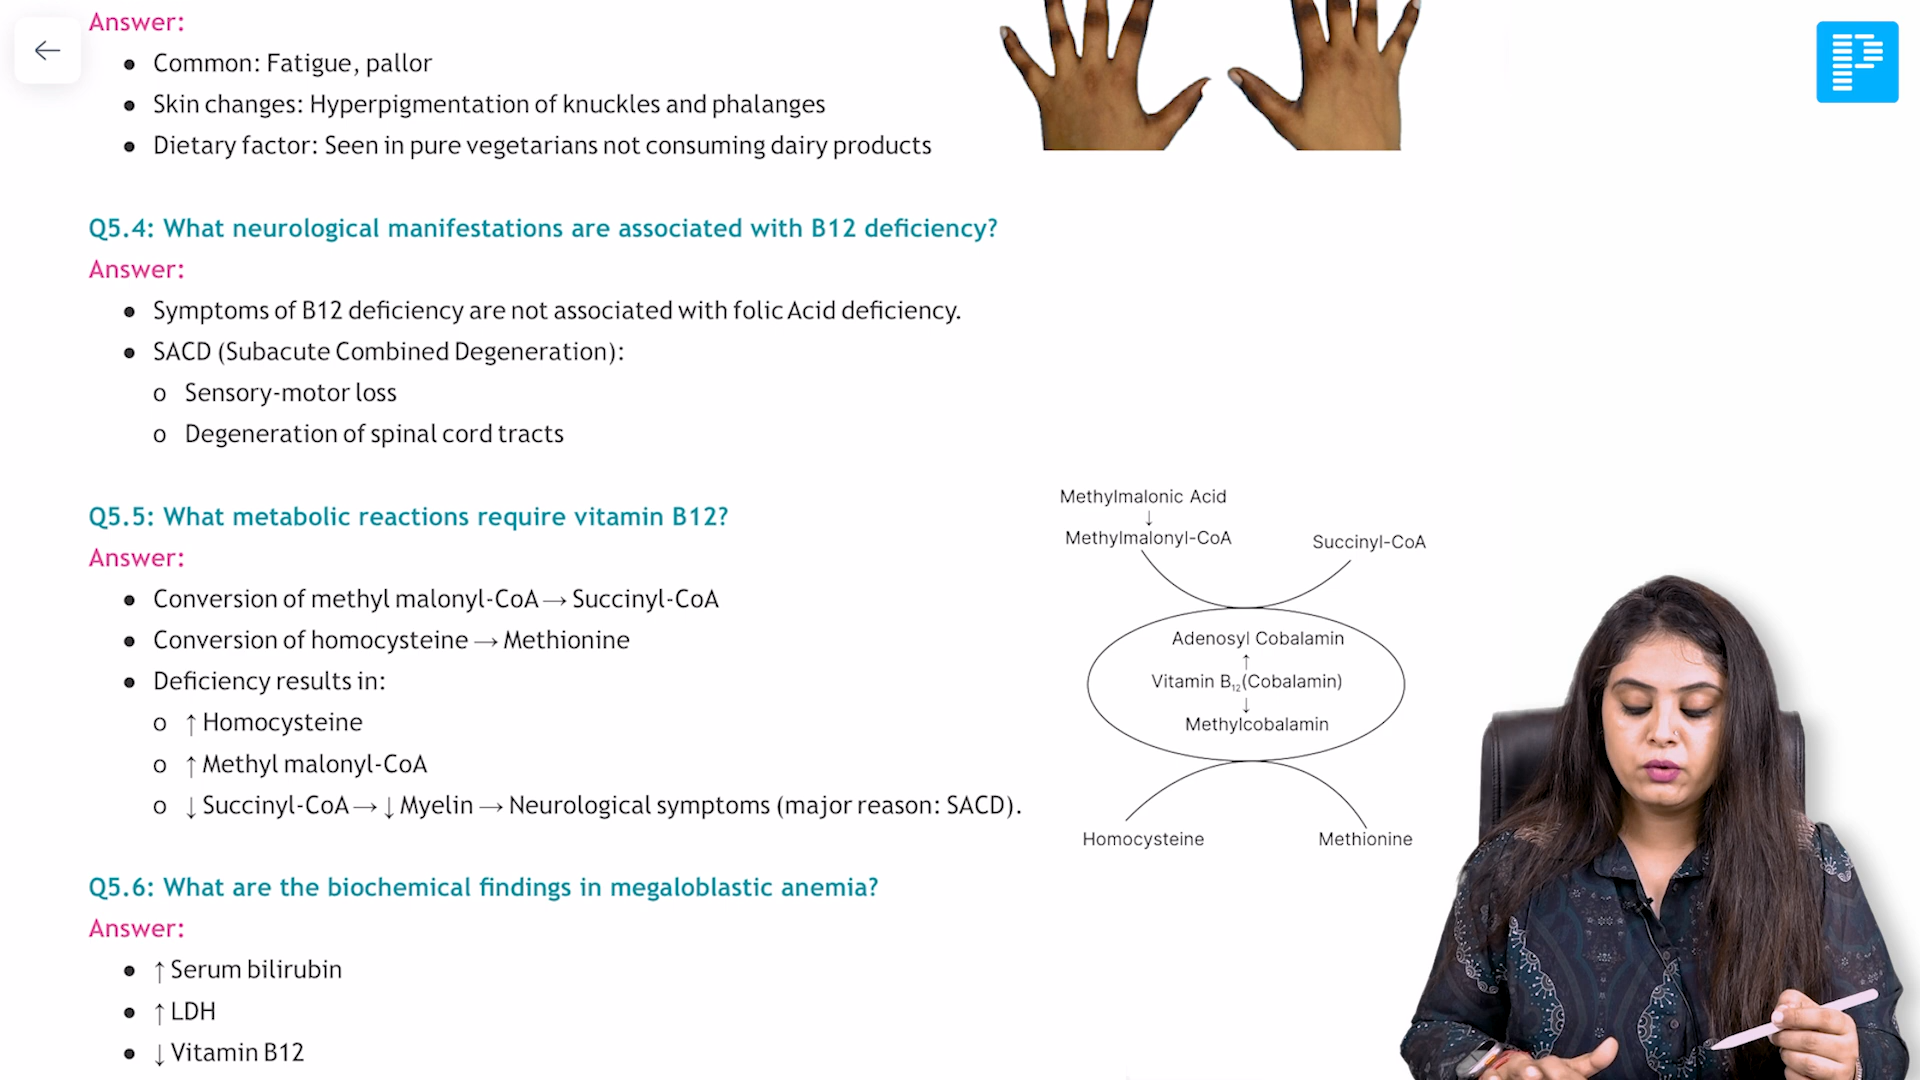 Answer:
● Common: Fatigue, pallor
● Skin changes: Hyperpigmentation of knuckles and phalanges
● Dietary factor: Seen in pure vegetarians not consuming dairy products
Q5.4: What neurological manifestations are associated with B12 deficiency?
Answer:
● Symptoms of B12 deficiency are not associated with folic Acid deficiency.
● SACD (Subacute Combined Degeneration):
o Sensory-motor loss
o Degeneration of spinal cord tracts
Q5.5: What metabolic reactions require vitamin B12?
Answer:
● Conversion of methyl malonyl-CoA → Succinyl-CoA
● Conversion of homocysteine → Methionine
● Deficiency results in:
o ↑ Homocysteine
o ↑ Methyl malonyl-CoA
o ↓ Succinyl-CoA → ↓ Myelin → Neurological symptoms (major reason: SACD).
Methylmalonic Acid
↓
Methylmalonyl-CoA
Succinyl-CoA
Adenosyl Cobalamin
↑
Vitamin B₁₂(Cobalamin)
↓
Methylcobalamin
Homocysteine
Methionine
Q5.6: What are the biochemical findings in megaloblastic anemia?
Answer:
● ↑ Serum bilirubin
● ↑ LDH
● ↓ Vitamin B12
P